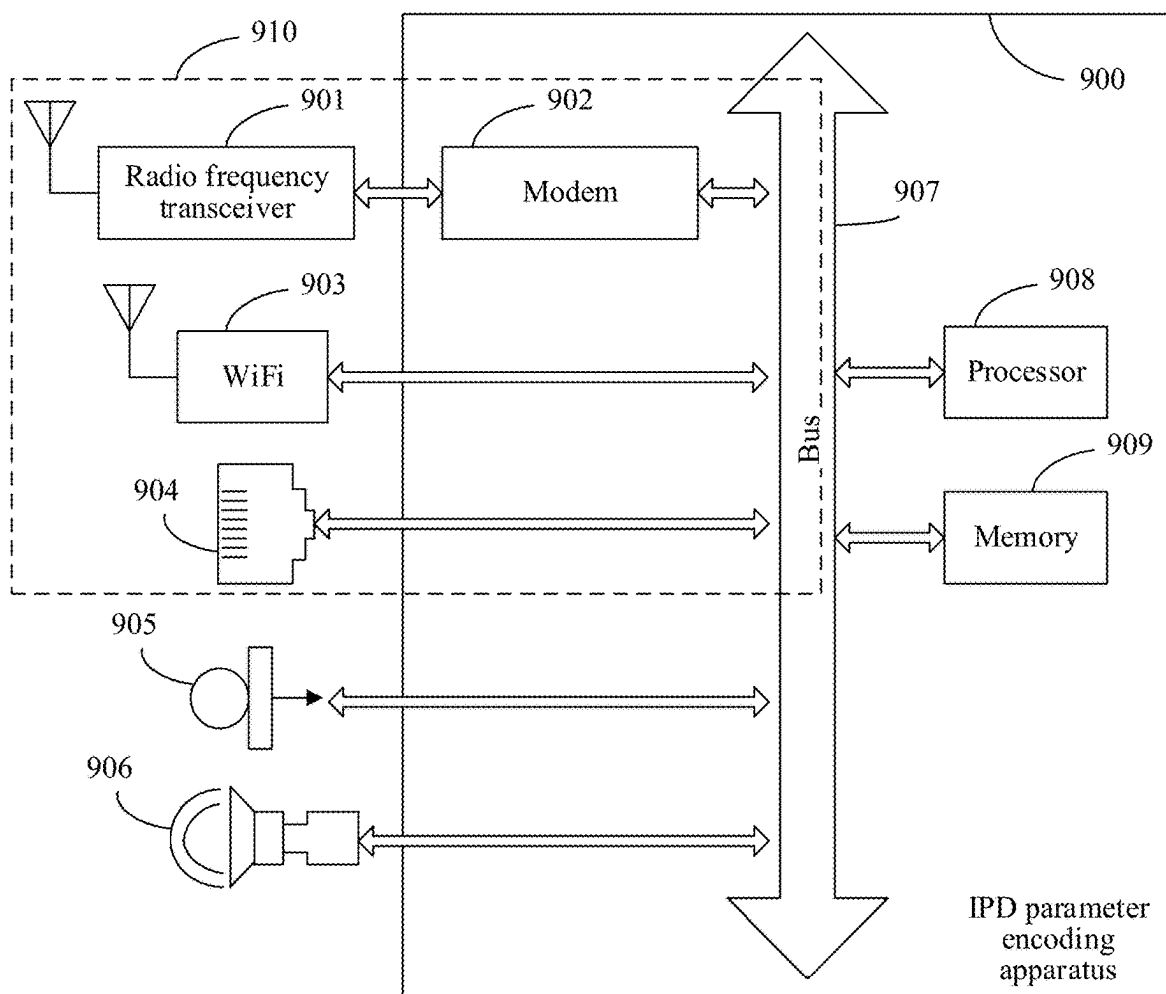 910
900
901
902
Radio frequency
transceiver
Modem
907
903
WiFi
908
Processor
Bus
904
909
Memory
905
906
IPD parameter
encoding
apparatus